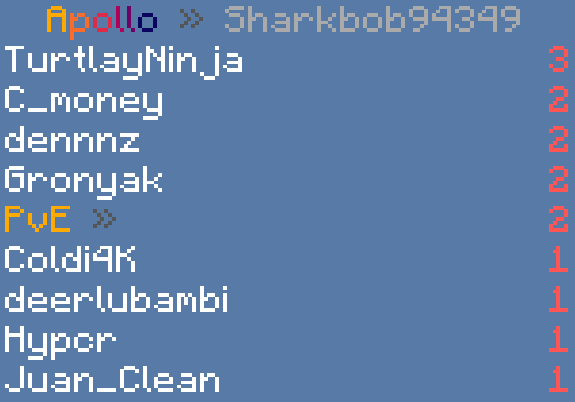 Apollo » Sharkbob94349
TurtlayNinja 3
C_money 2
dennnz 2
Gronyak 2
PvE » 2
Coldi4K 1
deerlubambi 1
Hypcr 1
Juan_Clean 1